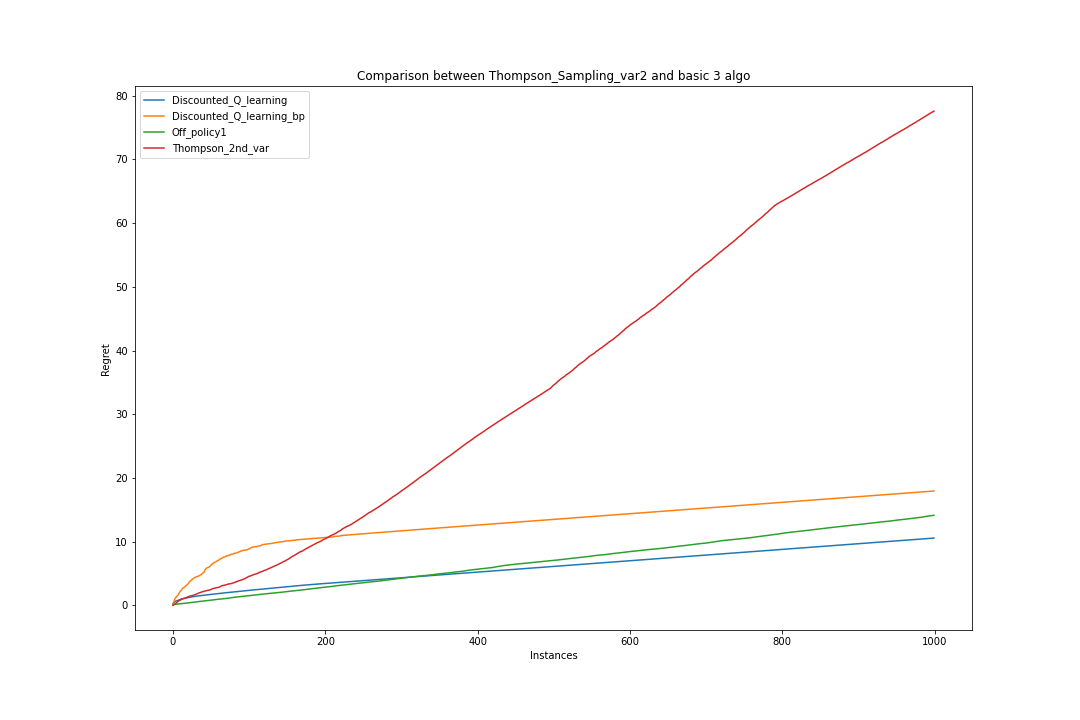 Comparison between Thompson_Sampling_var2 and basic 3 algo
Discounted_Q_learning
Discounted_Q_learning_bp
Off_policy1
Thompson_2nd_var
80
70
60
50
40
30
20
10
0
Regret
0 200 400 600 800 1000
Instances